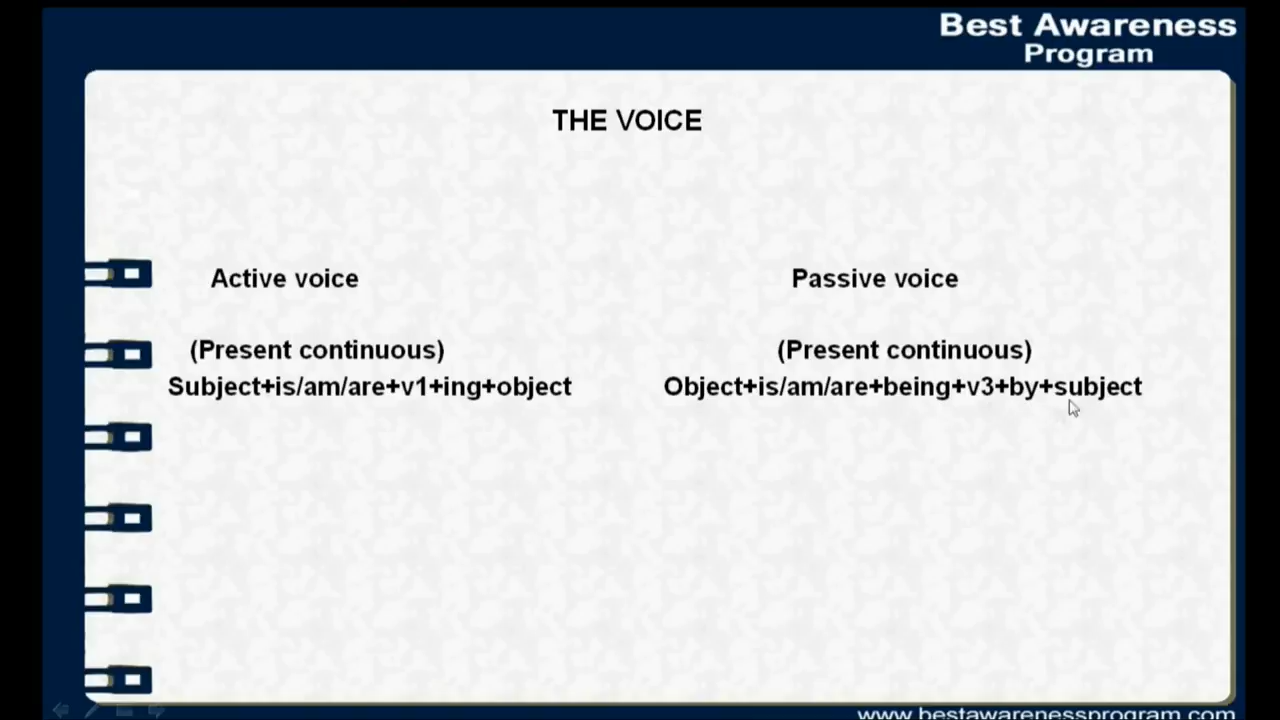 Best Awareness
Program
THE VOICE
Active voice
Passive voice
(Present continuous)
(Present continuous)
Subject+is/am/are+v1+ing+object
Object+is/am/are+being+v3+by+subject
www.bestawarenessprogram.com